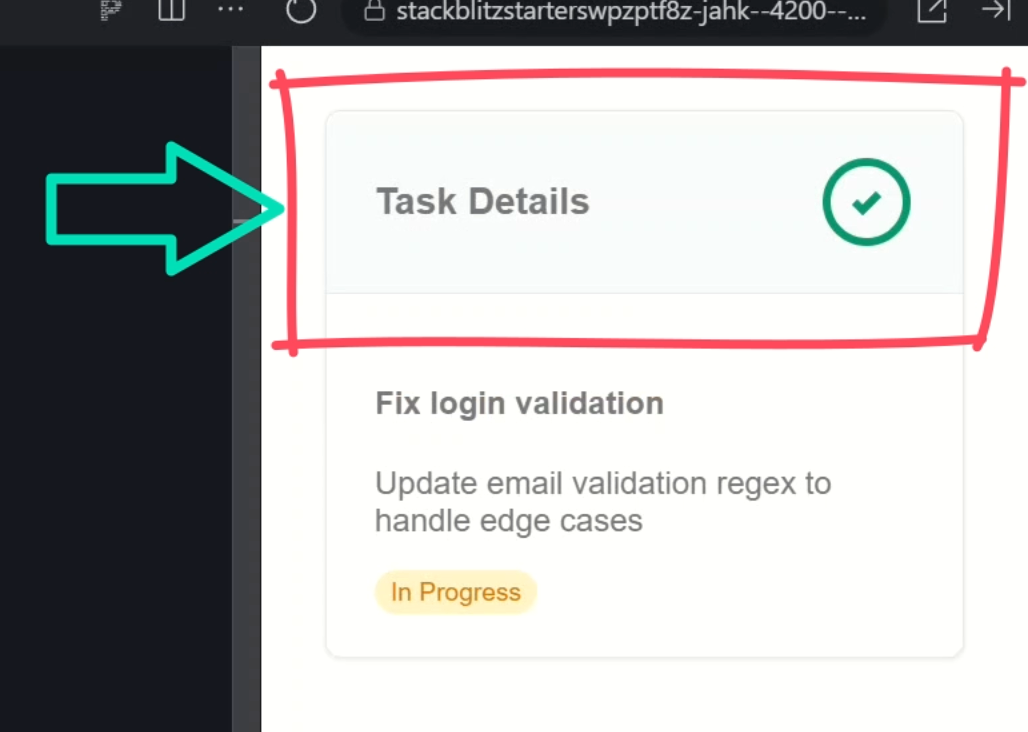 stackblitzstarterswpzptf8z-jahk--4200--...
Task Details
Fix login validation
Update email validation regex to
handle edge cases
In Progress